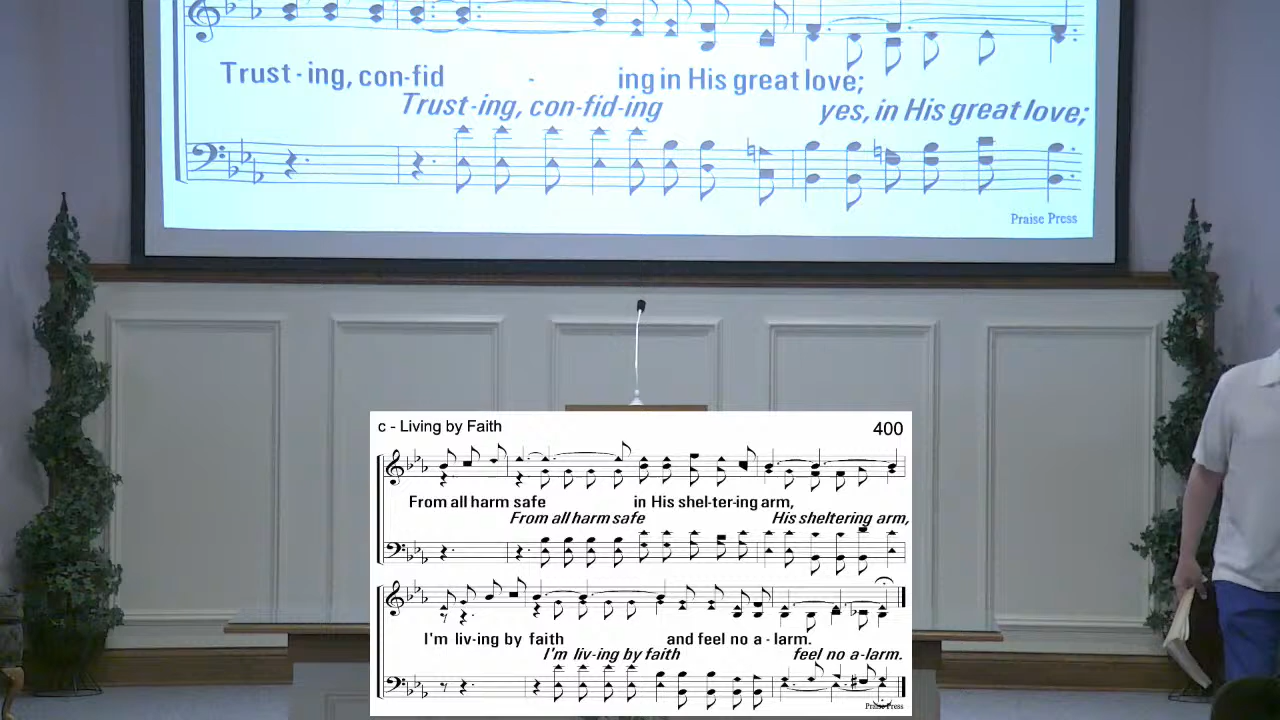 Trust-ing, con-fid - ing in His great love;
Trust-ing, con-fid-ing yes, in His great love;
Praise Press
c - Living by Faith 400
From all harm safe in His shel-ter-ing arm,
From all harm safe His sheltering arm,
I'm liv-ing by faith and feel no a-larm.
I'm liv-ing by faith feel no a-larm.
Praise Press